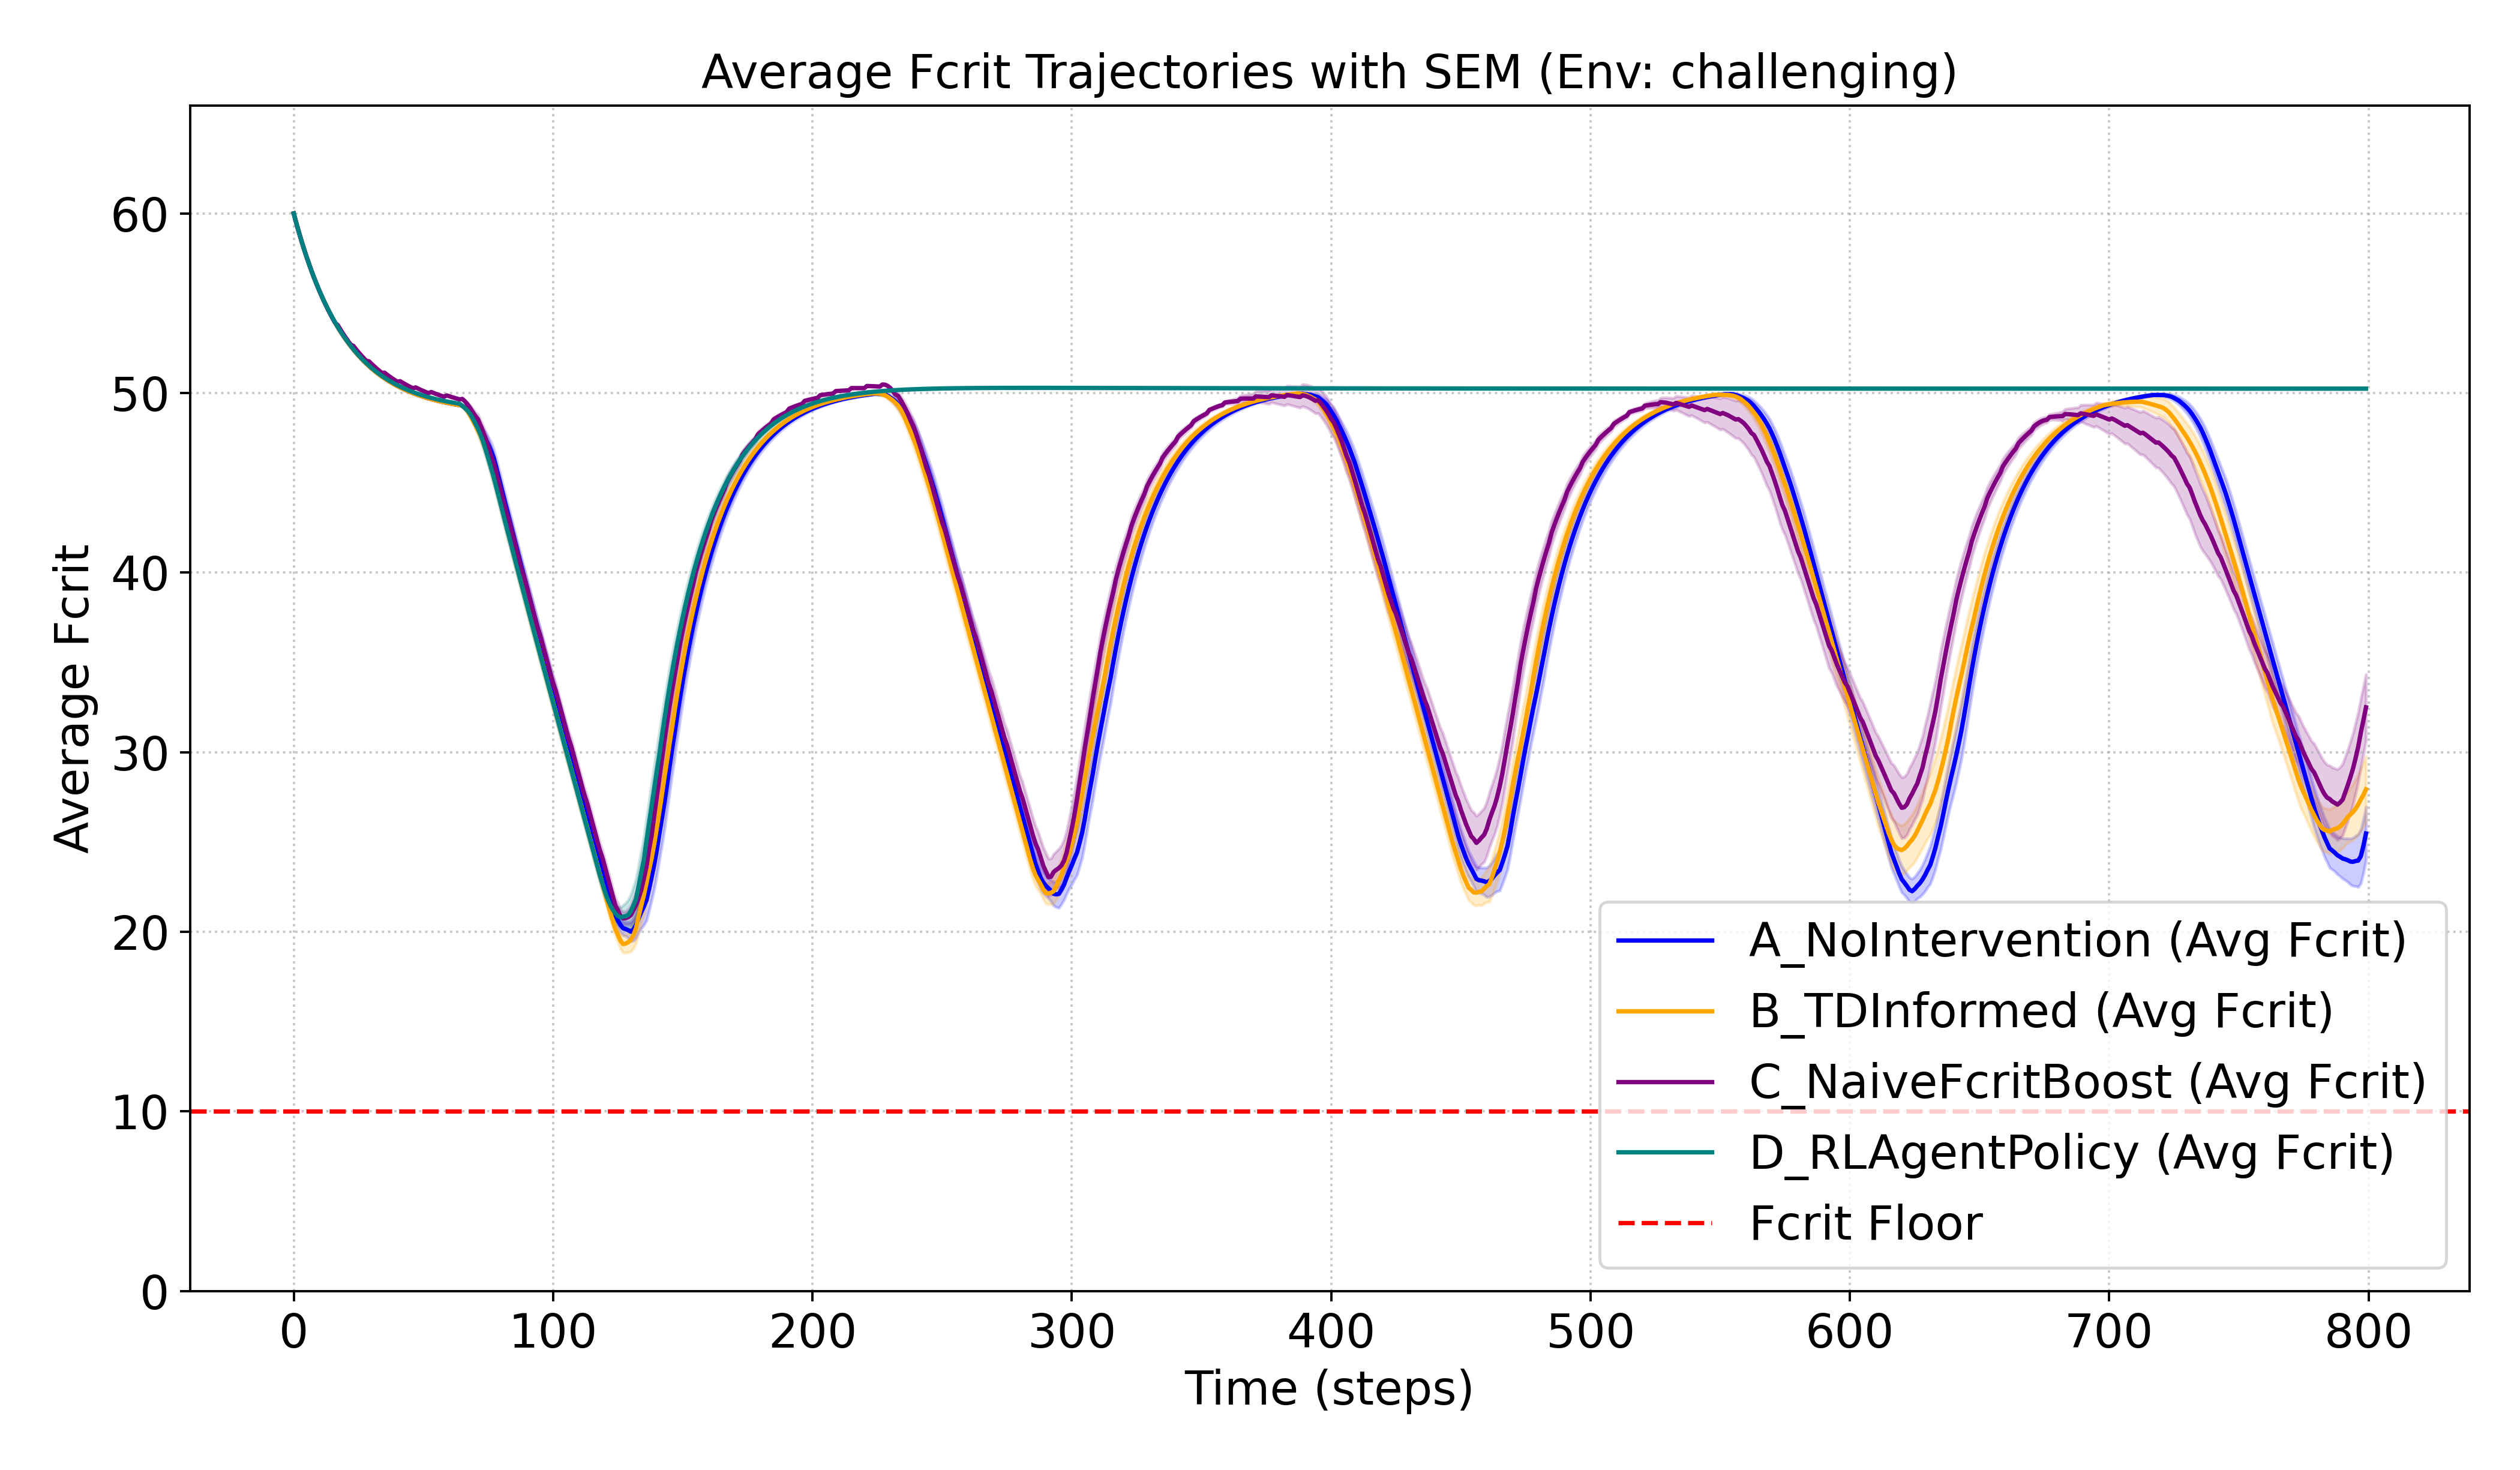 Average Fcrit Trajectories with SEM (Env: challenging)
Average Fcrit
60
50
40
30
20
10
0
A_NoIntervention (Avg Fcrit)
B_TDInformed (Avg Fcrit)
C_NaiveFcritBoost (Avg Fcrit)
D_RLAgentPolicy (Avg Fcrit)
Fcrit Floor
0 100 200 300 400 500 600 700 800
Time (steps)